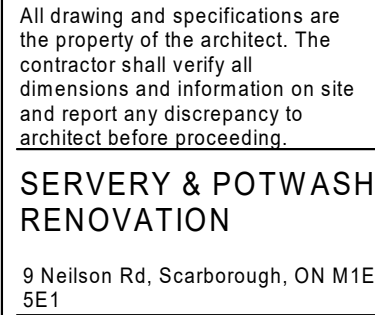 All drawing and specifications are
the property of the architect. The
contractor shall verify all
dimensions and information on site
and report any discrepancy to
architect before proceeding.
SERVERY & POTWASH
RENOVATION
9 Neilson Rd, Scarborough, ON M1E
5E1